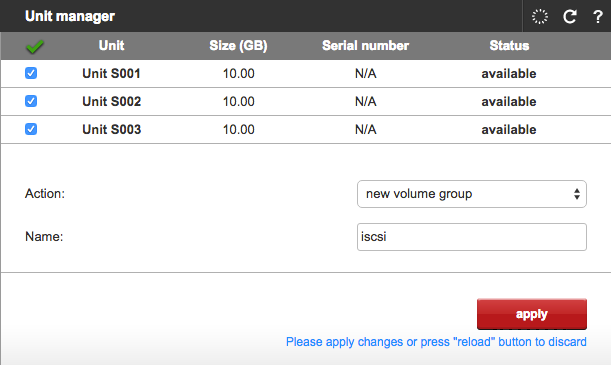 Unit manager ?
Unit Size (GB) Serial number Status
Unit S001 10.00 N/A available
Unit S002 10.00 N/A available
Unit S003 10.00 N/A available
Action: new volume group
Name: iscsi
apply
Please apply changes or press "reload" button to discard